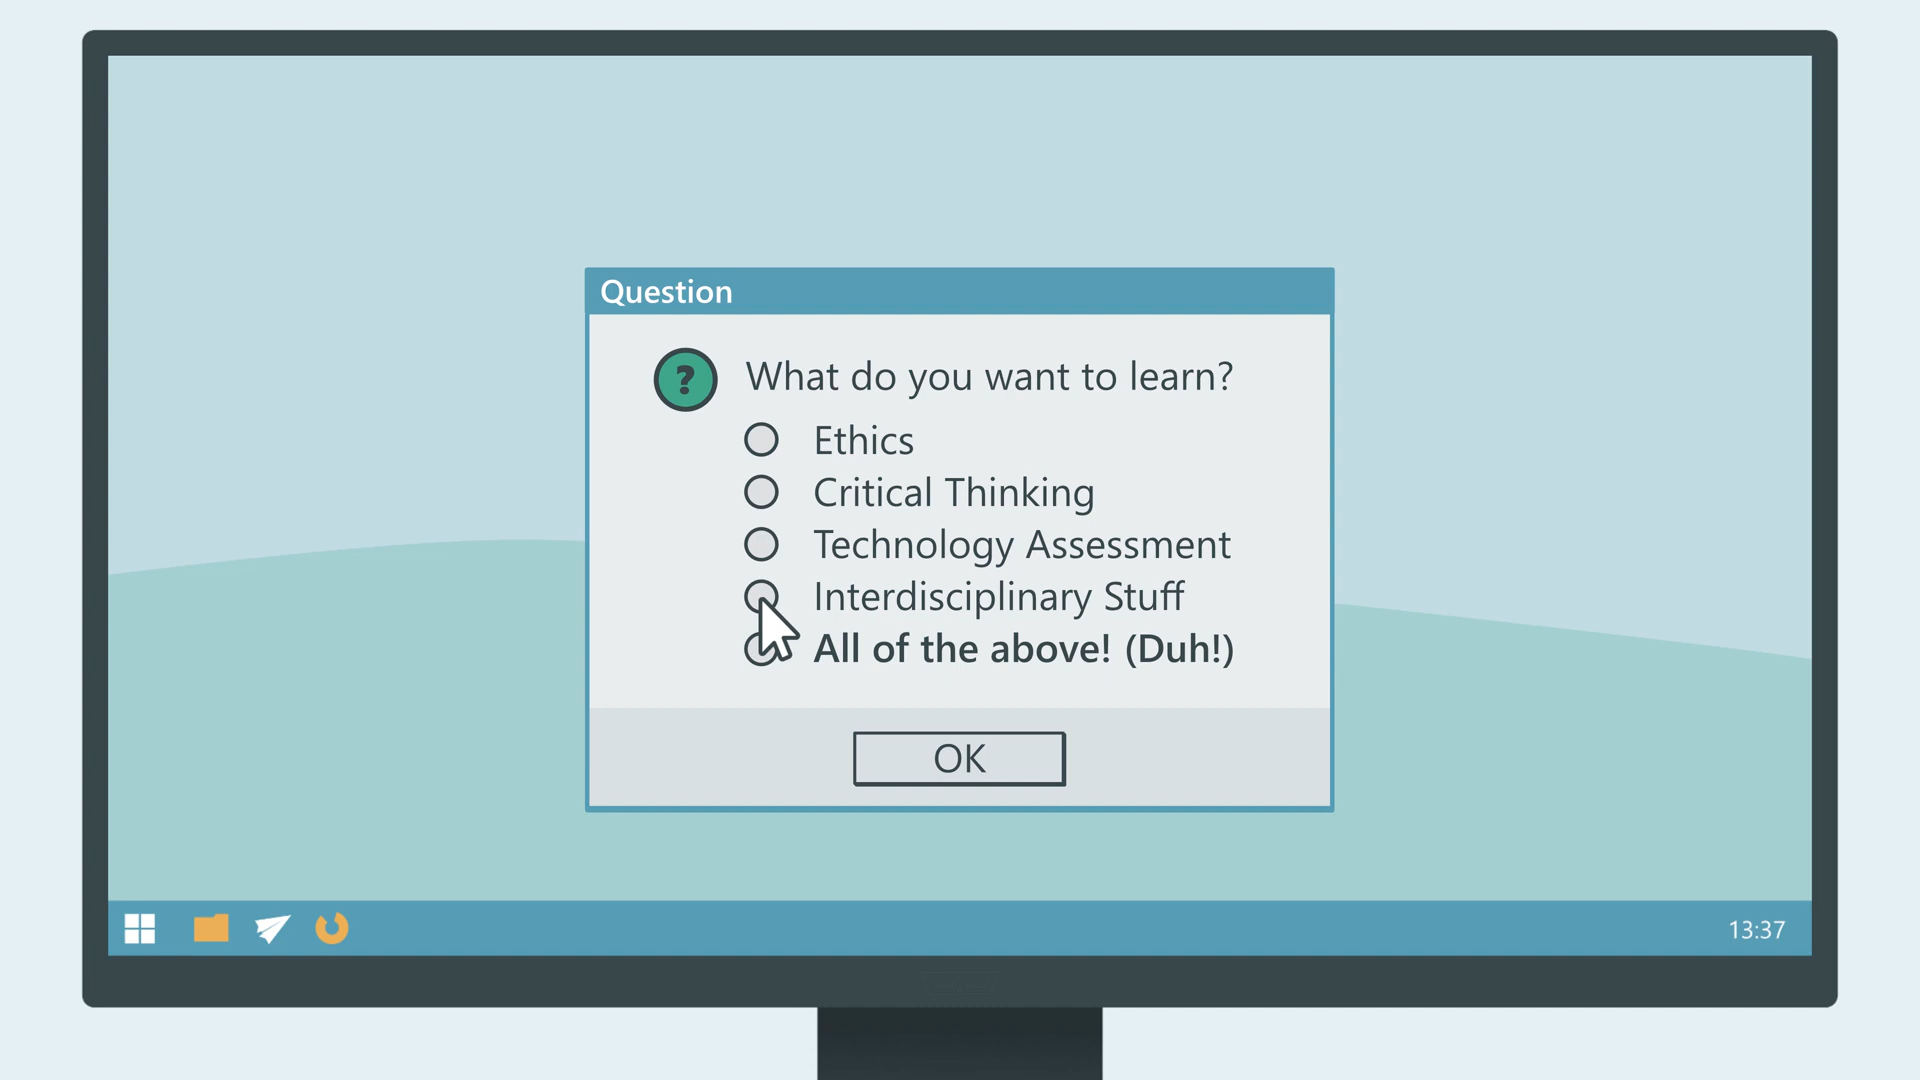 Question
? What do you want to learn?
Ethics
Critical Thinking
Technology Assessment
Interdisciplinary Stuff
All of the above! (Duh!)
OK
13:37